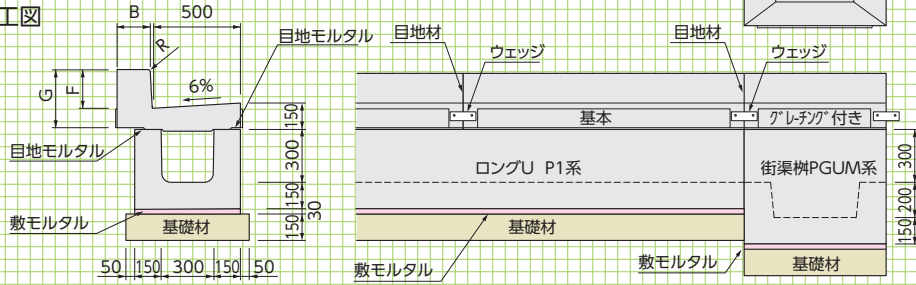 工図
B
500
目地モルタル
目地材
目地材
ウェッジ
ウェッジ
R
G
F
6%
150
基本
グレーチング付き
目地モルタル
300
ロングU P1系
街渠桝PGUM系
300
150
200
敷モルタル
30
150
基礎材
基礎材
150
50
150
300
150
50
敷モルタル
敷モルタル
基礎材